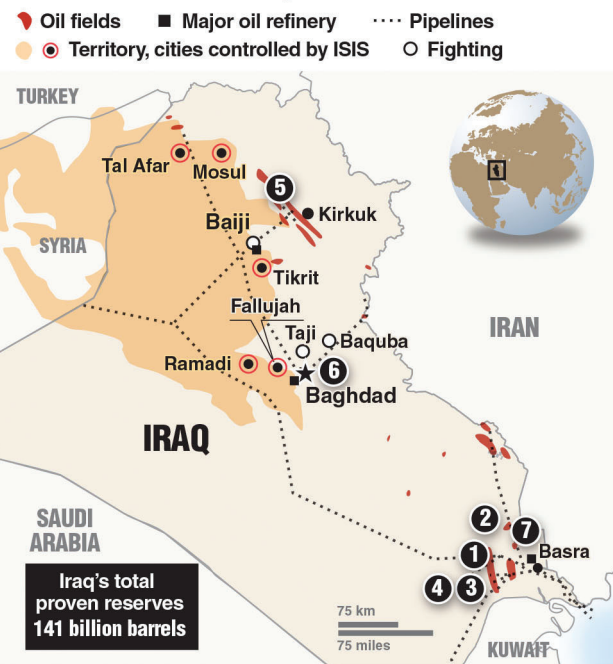 Oil fields
Major oil refinery
Pipelines
Territory, cities controlled by ISIS
Fighting
TURKEY
Tal Afar
Mosul
5
Kirkuk
Baiji
SYRIA
Tikrit
Fallujah
IRAN
Taji
Baquba
Ramadi
6
Baghdad
IRAQ
2
7
SAUDI
ARABIA
1
Basra
4
3
Iraq's total
proven reserves
141 billion barrels
75 km
75 miles
KUWAIT